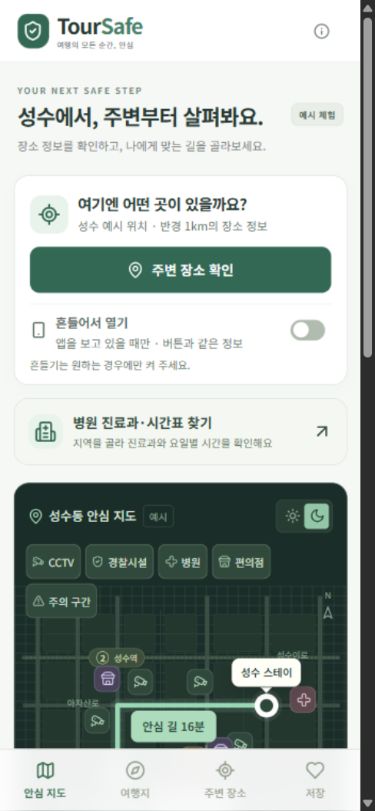 TourSafe
여행의 모든 순간, 안심
YOUR NEXT SAFE STEP
성수에서, 주변부터 살펴봐요.
예시 체험
장소 정보를 확인하고, 나에게 맞는 길을 골라보세요.
여기엔 어떤 곳이 있을까요?
성수 예시 위치 · 반경 1km의 장소 정보
주변 장소 확인
흔들어서 열기
앱을 보고 있을 때만 · 버튼과 같은 정보
흔들기는 원하는 경우에만 켜 주세요.
병원 진료과·시간표 찾기
지역을 골라 진료과와 요일별 시간을 확인해요
성수동 안심 지도 예시
CCTV 경찰시설 병원 편의점
주의 구간
N
2 성수역
성수이로
성수 스테이
아차산로
안심 길 16분
안심 지도 여행지 주변 장소 저장